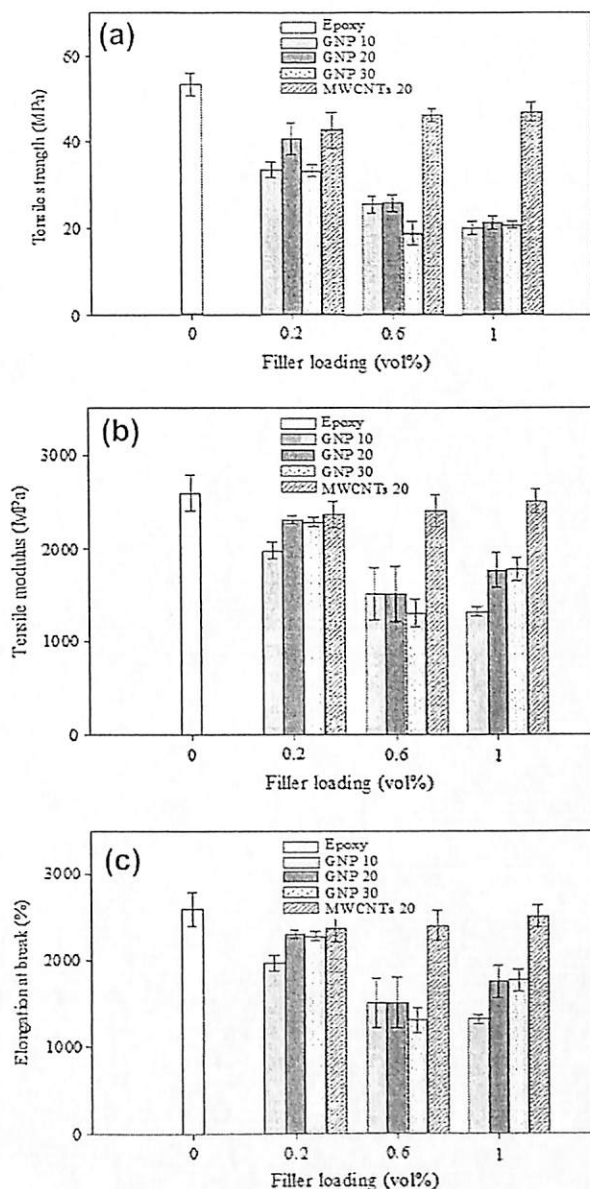 (a)
Epoxy
GNP 10
GNP 20
GNP 30
MWCNTs 20
Tensile strength (MPa)
60
40
20
0
0 0.2 0.6 1
Filler loading (vol%)
(b)
Epoxy
GNP 10
GNP 20
GNP 30
MWCNTs 20
Tensile modulus (MPa)
3000
2000
1000
0
0 0.2 0.6 1
Filler loading (vol%)
(c)
Epoxy
GNP 10
GNP 20
GNP 30
MWCNTs 20
Elongation at break (%)
3000
2000
1000
0
0 0.2 0.6 1
Filler loading (vol%)